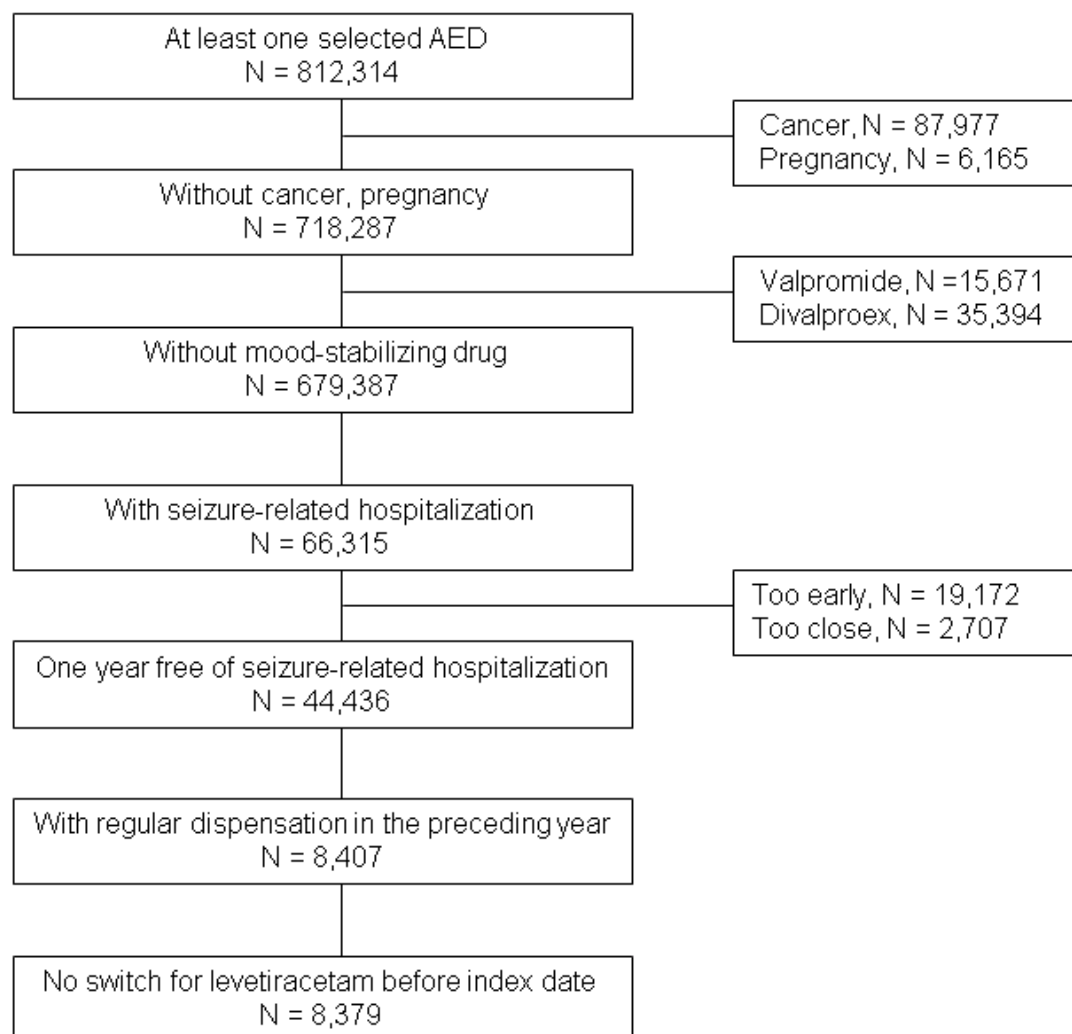 At least one selected AED
N = 812,314
Cancer, N = 87,977
Pregnancy, N = 6,165
Without cancer, pregnancy
N = 718,287
Valpromide, N =15,671
Divalproex, N = 35,394
Without mood-stabilizing drug
N = 679,387
With seizure-related hospitalization
N = 66,315
Too early, N = 19,172
Too close, N = 2,707
One year free of seizure-related hospitalization
N = 44,436
With regular dispensation in the preceding year
N = 8,407
No switch for levetiracetam before index date
N = 8,379